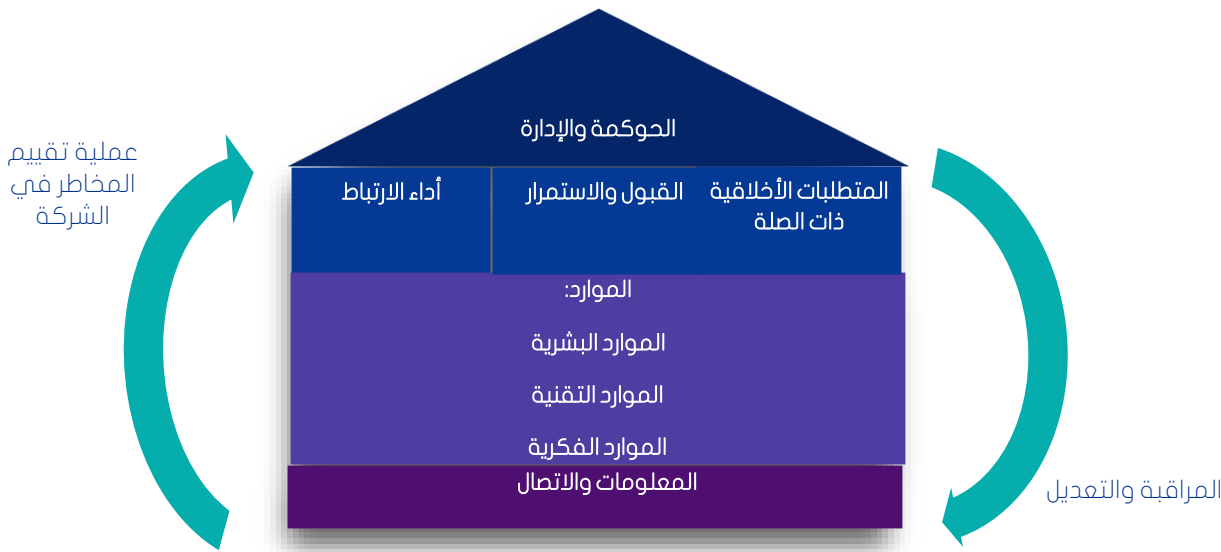 الحوكمة والإدارة
المتطلبات الأخلاقية
ذات الصلة
القبول والاستمرار
أداء الارتباط
الموارد:
الموارد البشرية
الموارد التقنية
الموارد الفكرية
المعلومات والاتصال
المراقبة والتعديل
عملية تقييم
المخاطر في
الشركة